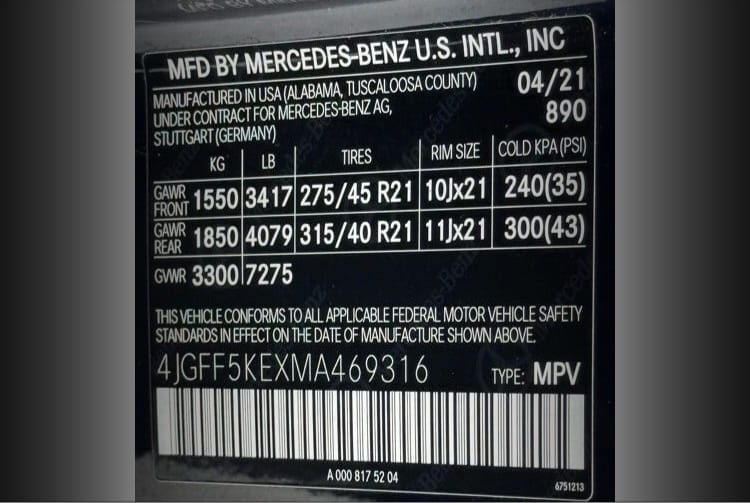 MFD BY MERCEDES-BENZ U.S. INTL., INC
MANUFACTURED IN USA (ALABAMA, TUSCALOOSA COUNTY) 04/21
UNDER CONTRACT FOR MERCEDES-BENZ AG, 890
STUTTGART (GERMANY)
KG LB TIRES RIM SIZE COLD KPA (PSI)
GAWR FRONT 1550 3417 275/45 R21 10Jx21 240(35)
GAWR REAR 1850 4079 315/40 R21 11Jx21 300(43)
GVWR 3300 7275
THIS VEHICLE CONFORMS TO ALL APPLICABLE FEDERAL MOTOR VEHICLE SAFETY
STANDARDS IN EFFECT ON THE DATE OF MANUFACTURE SHOWN ABOVE.
4JGFF5KEXMA469316 TYPE: MPV
A 000 817 52 04
6751213